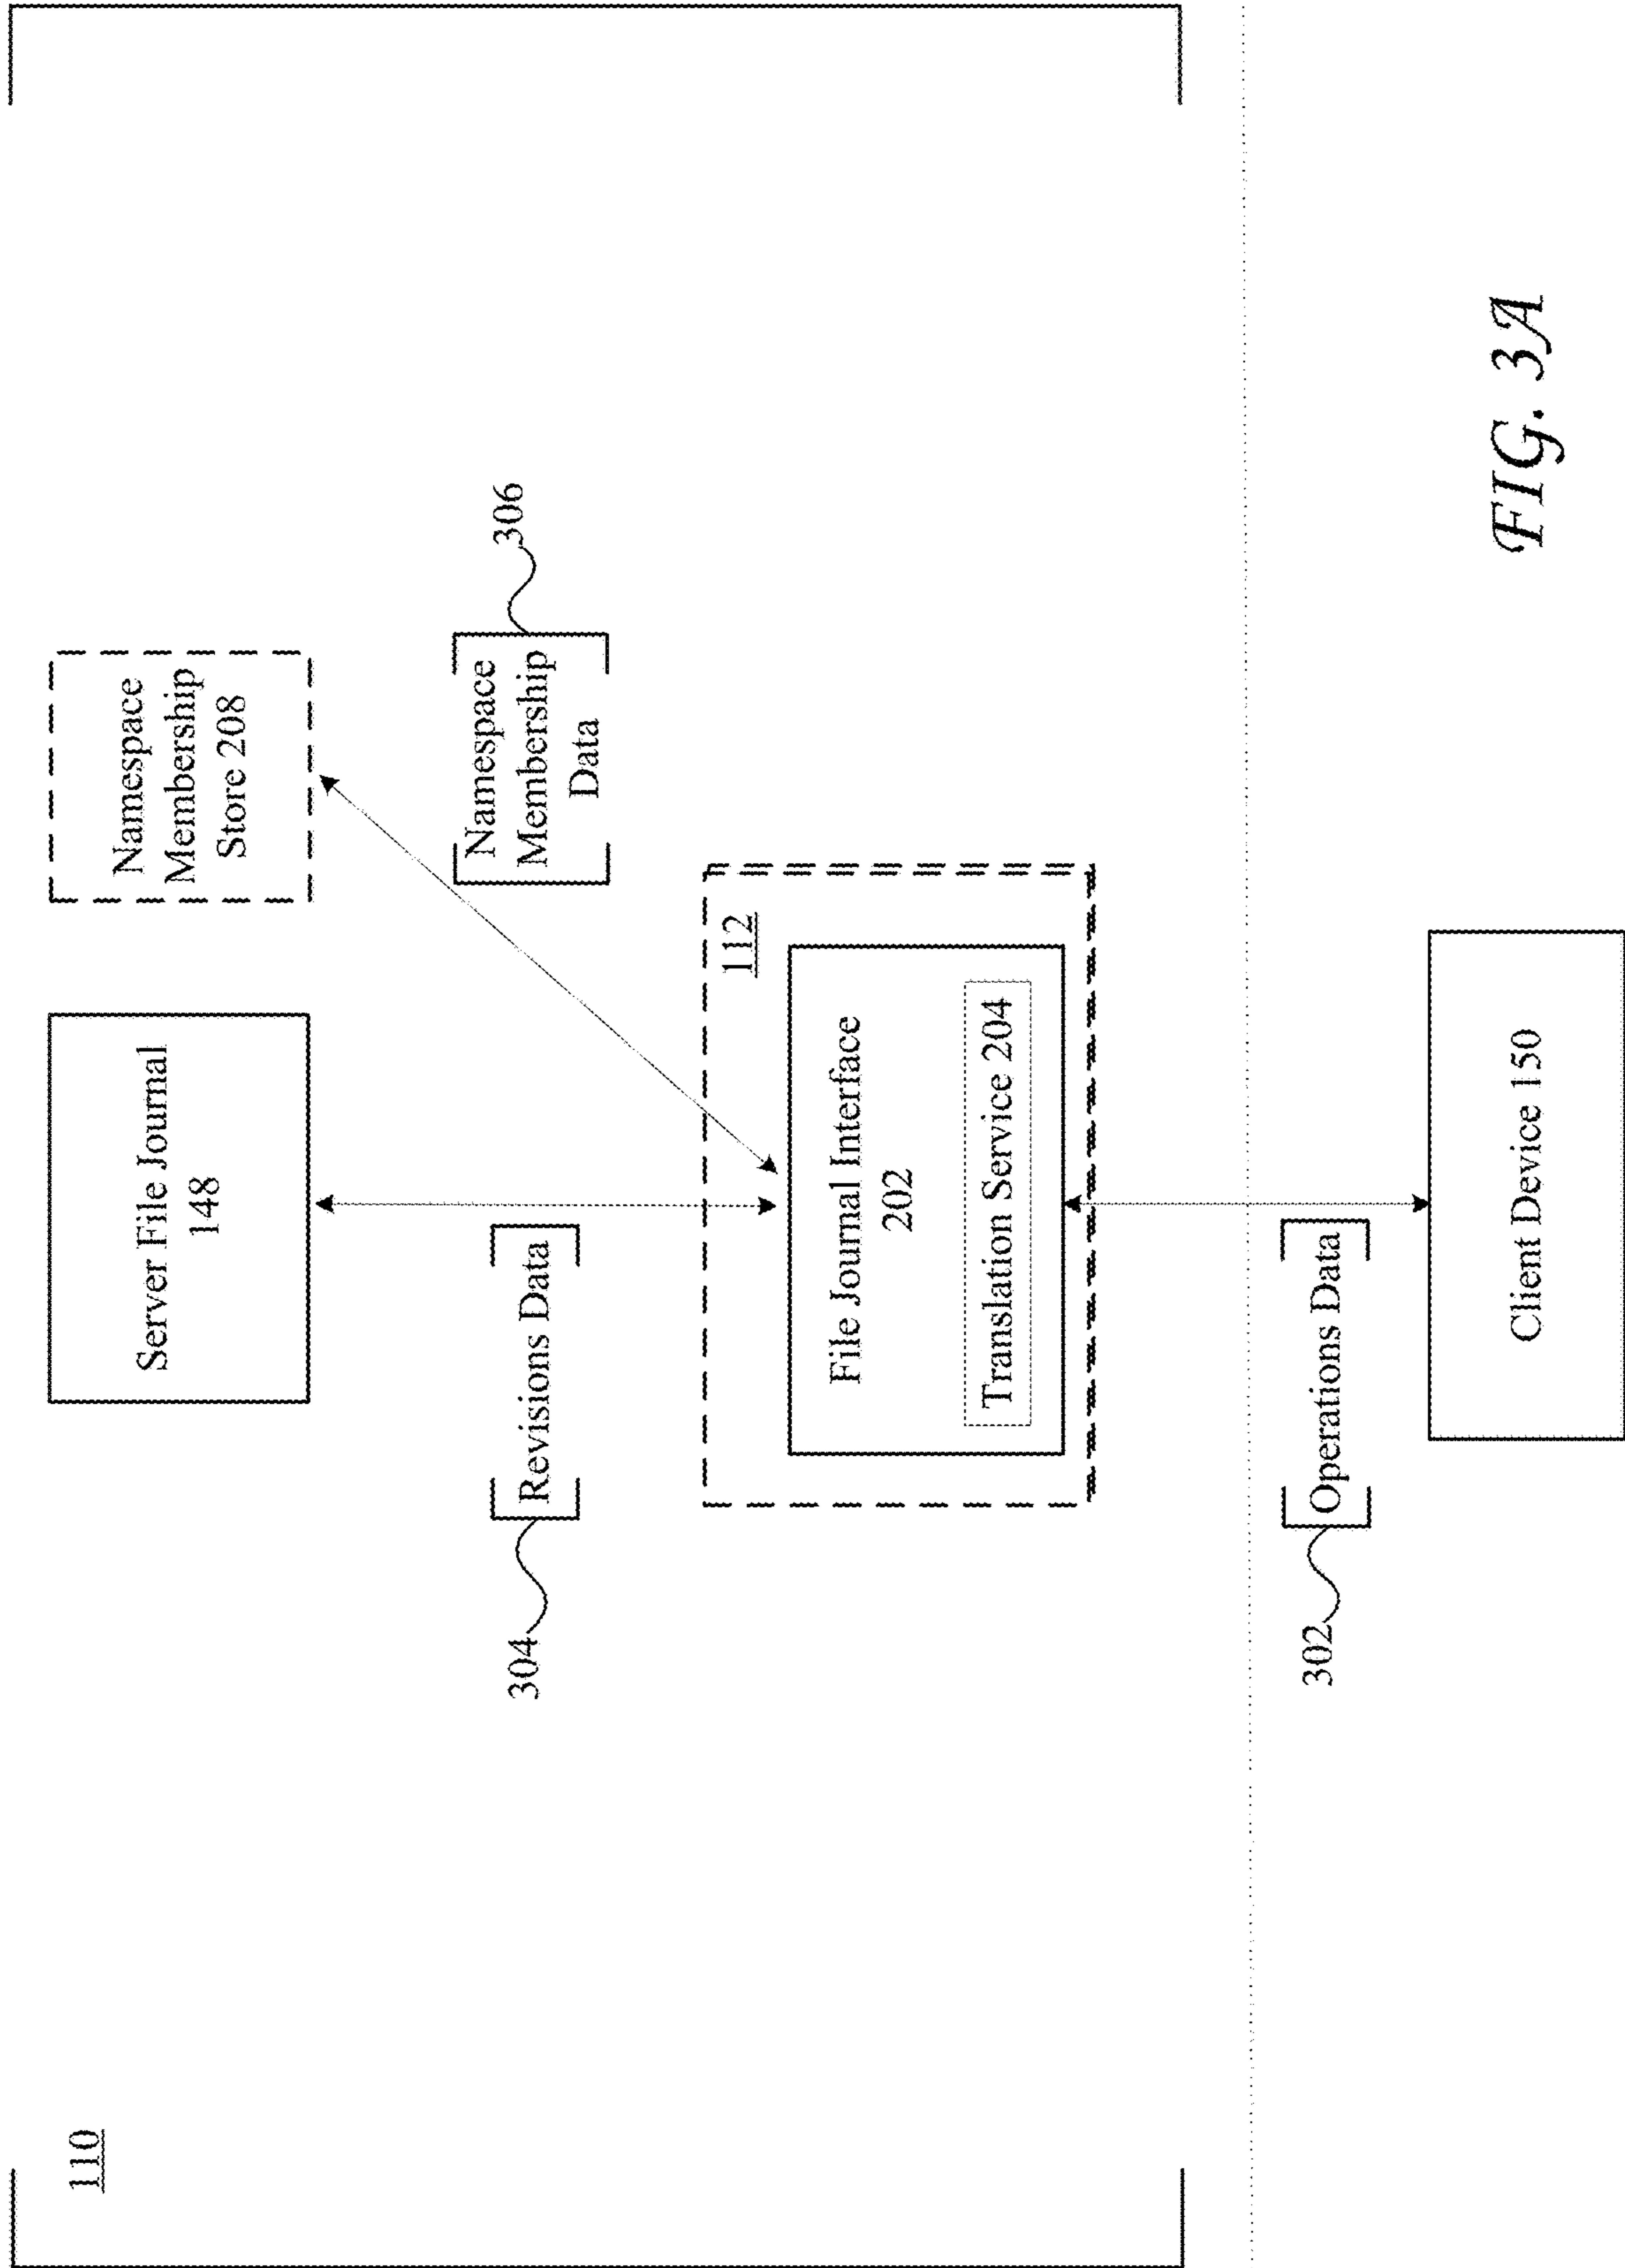 110
Server File Journal
148
Namespace
Membership
Store 208
304
Revisions Data
Namespace
Membership
Data
306
112
File Journal Interface
202
Translation Service 204
302
Operations Data
Client Device 150
FIG. 3A